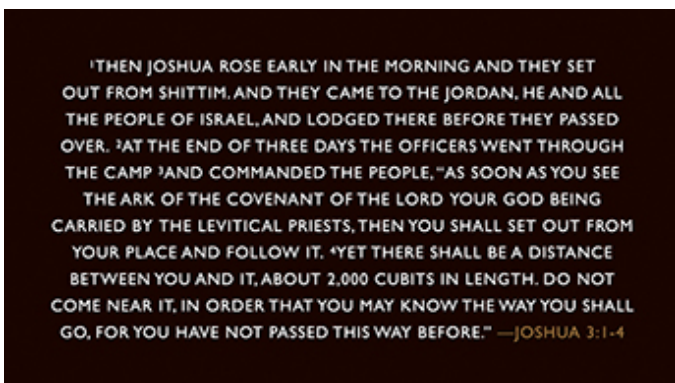 ¹THEN JOSHUA ROSE EARLY IN THE MORNING AND THEY SET
OUT FROM SHITTIM. AND THEY CAME TO THE JORDAN, HE AND ALL
THE PEOPLE OF ISRAEL, AND LODGED THERE BEFORE THEY PASSED
OVER. ²AT THE END OF THREE DAYS THE OFFICERS WENT THROUGH
THE CAMP ³AND COMMANDED THE PEOPLE, “AS SOON AS YOU SEE
THE ARK OF THE COVENANT OF THE LORD YOUR GOD BEING
CARRIED BY THE LEVITICAL PRIESTS, THEN YOU SHALL SET OUT FROM
YOUR PLACE AND FOLLOW IT. ⁴YET THERE SHALL BE A DISTANCE
BETWEEN YOU AND IT, ABOUT 2,000 CUBITS IN LENGTH. DO NOT
COME NEAR IT, IN ORDER THAT YOU MAY KNOW THE WAY YOU SHALL
GO, FOR YOU HAVE NOT PASSED THIS WAY BEFORE.” —JOSHUA 3:1-4